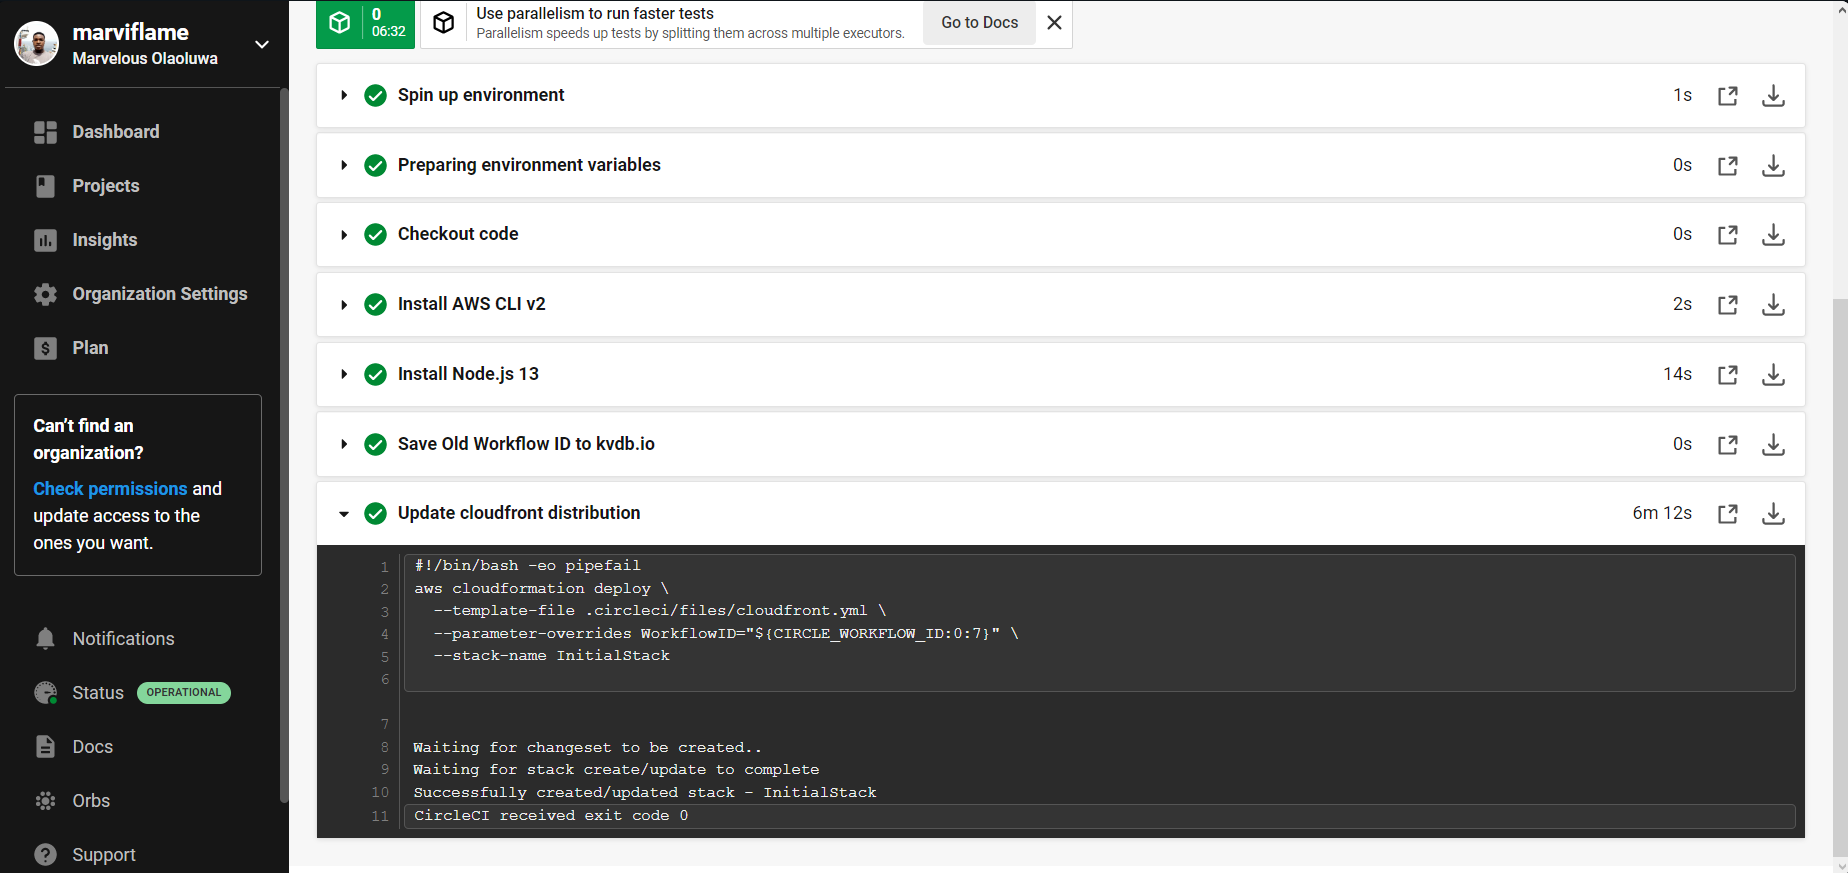 marviflame
Marvelous Olaoluwa
Dashboard
Projects
Insights
Organization Settings
Plan
Can't find an
organization?
Check permissions and
update access to the
ones you want.
Notifications
Status OPERATIONAL
Docs
Orbs
Support
0
06:32
Use parallelism to run faster tests
Parallelism speeds up tests by splitting them across multiple executors.
Go to Docs
Spin up environment 1s
Preparing environment variables 0s
Checkout code 0s
Install AWS CLI v2 2s
Install Node.js 13 14s
Save Old Workflow ID to kvdb.io 0s
Update cloudfront distribution 6m 12s
1 #!/bin/bash -eo pipefail
2 aws cloudformation deploy \
3 --template-file .circleci/files/cloudfront.yml \
4 --parameter-overrides WorkflowID="${CIRCLE_WORKFLOW_ID:0:7}" \
5 --stack-name InitialStack
6
7
8 Waiting for changeset to be created..
9 Waiting for stack create/update to complete
10 Successfully created/updated stack - InitialStack
11 CircleCI received exit code 0